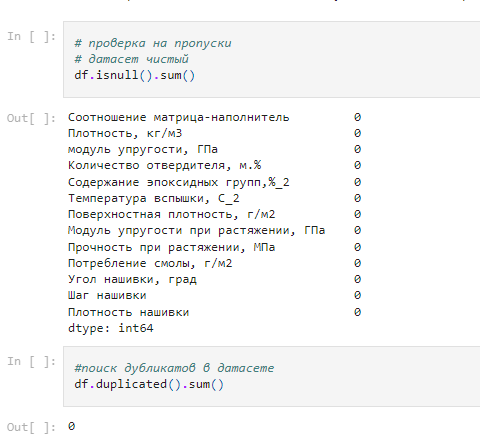 In [ ]:
# проверка на пропуски
# датасет чистый
df.isnull().sum()
Out[ ]:
Соотношение матрица-наполнитель 0
Плотность, кг/м3 0
модуль упругости, ГПа 0
Количество отвердителя, м.% 0
Содержание эпоксидных групп,%_2 0
Температура вспышки, С_2 0
Поверхностная плотность, г/м2 0
Модуль упругости при растяжении, ГПа 0
Прочность при растяжении, МПа 0
Потребление смолы, г/м2 0
Угол нашивки, град 0
Шаг нашивки 0
Плотность нашивки 0
dtype: int64
In [ ]:
#поиск дубликатов в датасете
df.duplicated().sum()
Out[ ]:
0